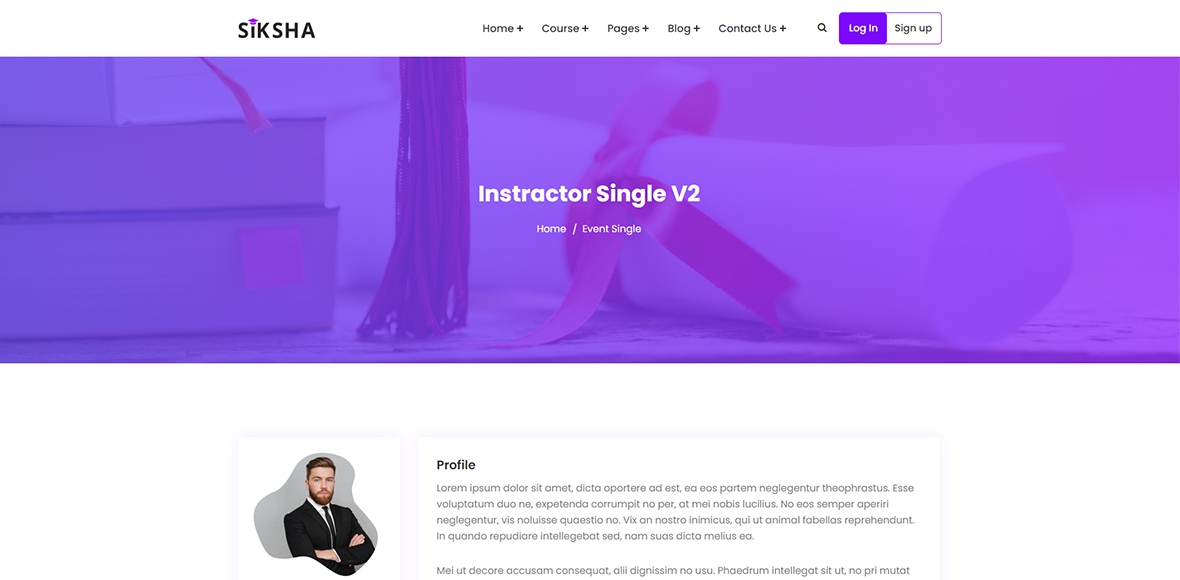 SiKSHA
Home + Course + Pages + Blog + Contact Us + Log In Sign up
Instractor Single V2
Home / Event Single
Profile
Lorem ipsum dolor sit amet, dicta oportere ad est, ea eos partem neglegentur theophrastus. Esse
voluptatum duo ne, expetenda corrumpit no per, at mei nobis lucilius. No eos semper aperiri
neglegentur, vis noluisse quaestio no. Vix an nostro inimicus, qui ut animal fabellas reprehendunt.
In quando repudiare intellegebat sed, nam suas dicta melius ea.
Mei ut decore accusam consequat, alii dignissim no usu. Phaedrum intellegat sit ut, no pri mutat